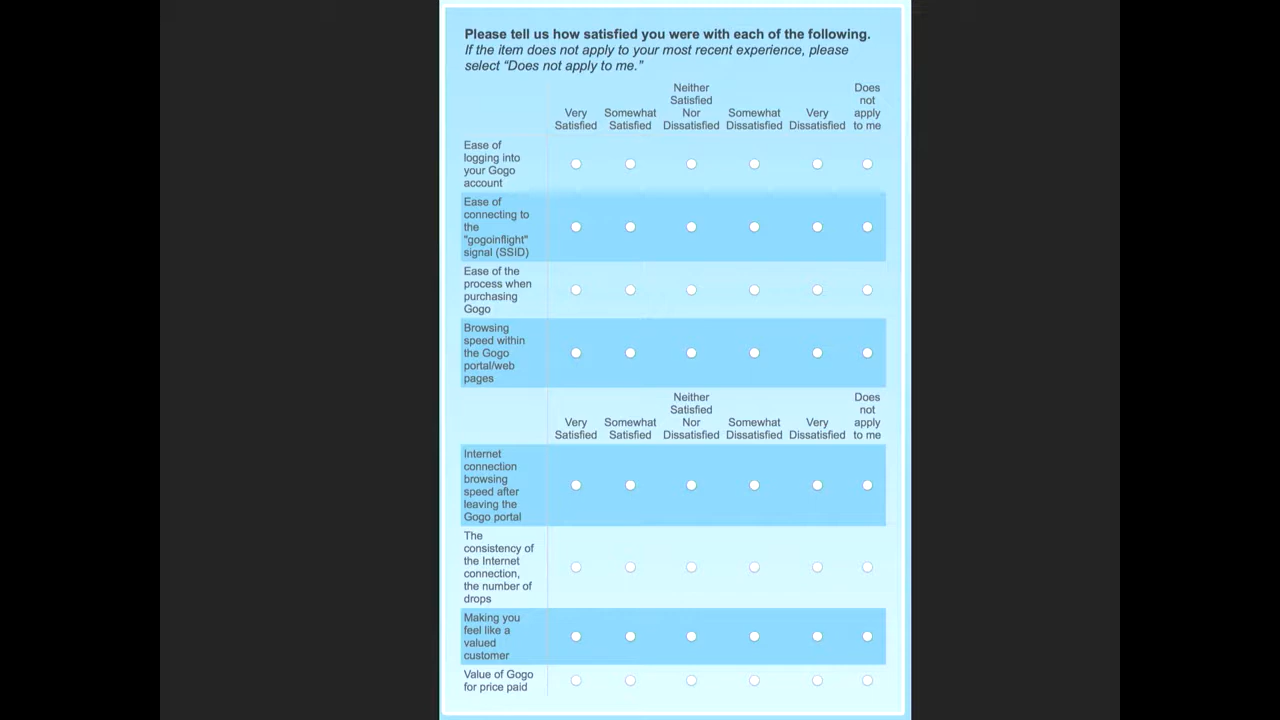 Please tell us how satisfied you were with each of the following.
If the item does not apply to your most recent experience, please
select “Does not apply to me.”
Very
Satisfied
Somewhat
Satisfied
Neither
Satisfied
Nor
Dissatisfied
Somewhat
Dissatisfied
Very
Dissatisfied
Does
not
apply
to me
Ease of
logging into
your Gogo
account
Ease of
connecting to
the
"gogoinflight"
signal (SSID)
Ease of the
process when
purchasing
Gogo
Browsing
speed within
the Gogo
portal/web
pages
Very
Satisfied
Somewhat
Satisfied
Neither
Satisfied
Nor
Dissatisfied
Somewhat
Dissatisfied
Very
Dissatisfied
Does
not
apply
to me
Internet
connection
browsing
speed after
leaving the
Gogo portal
The
consistency of
the Internet
connection,
the number of
drops
Making you
feel like a
valued
customer
Value of Gogo
for price paid